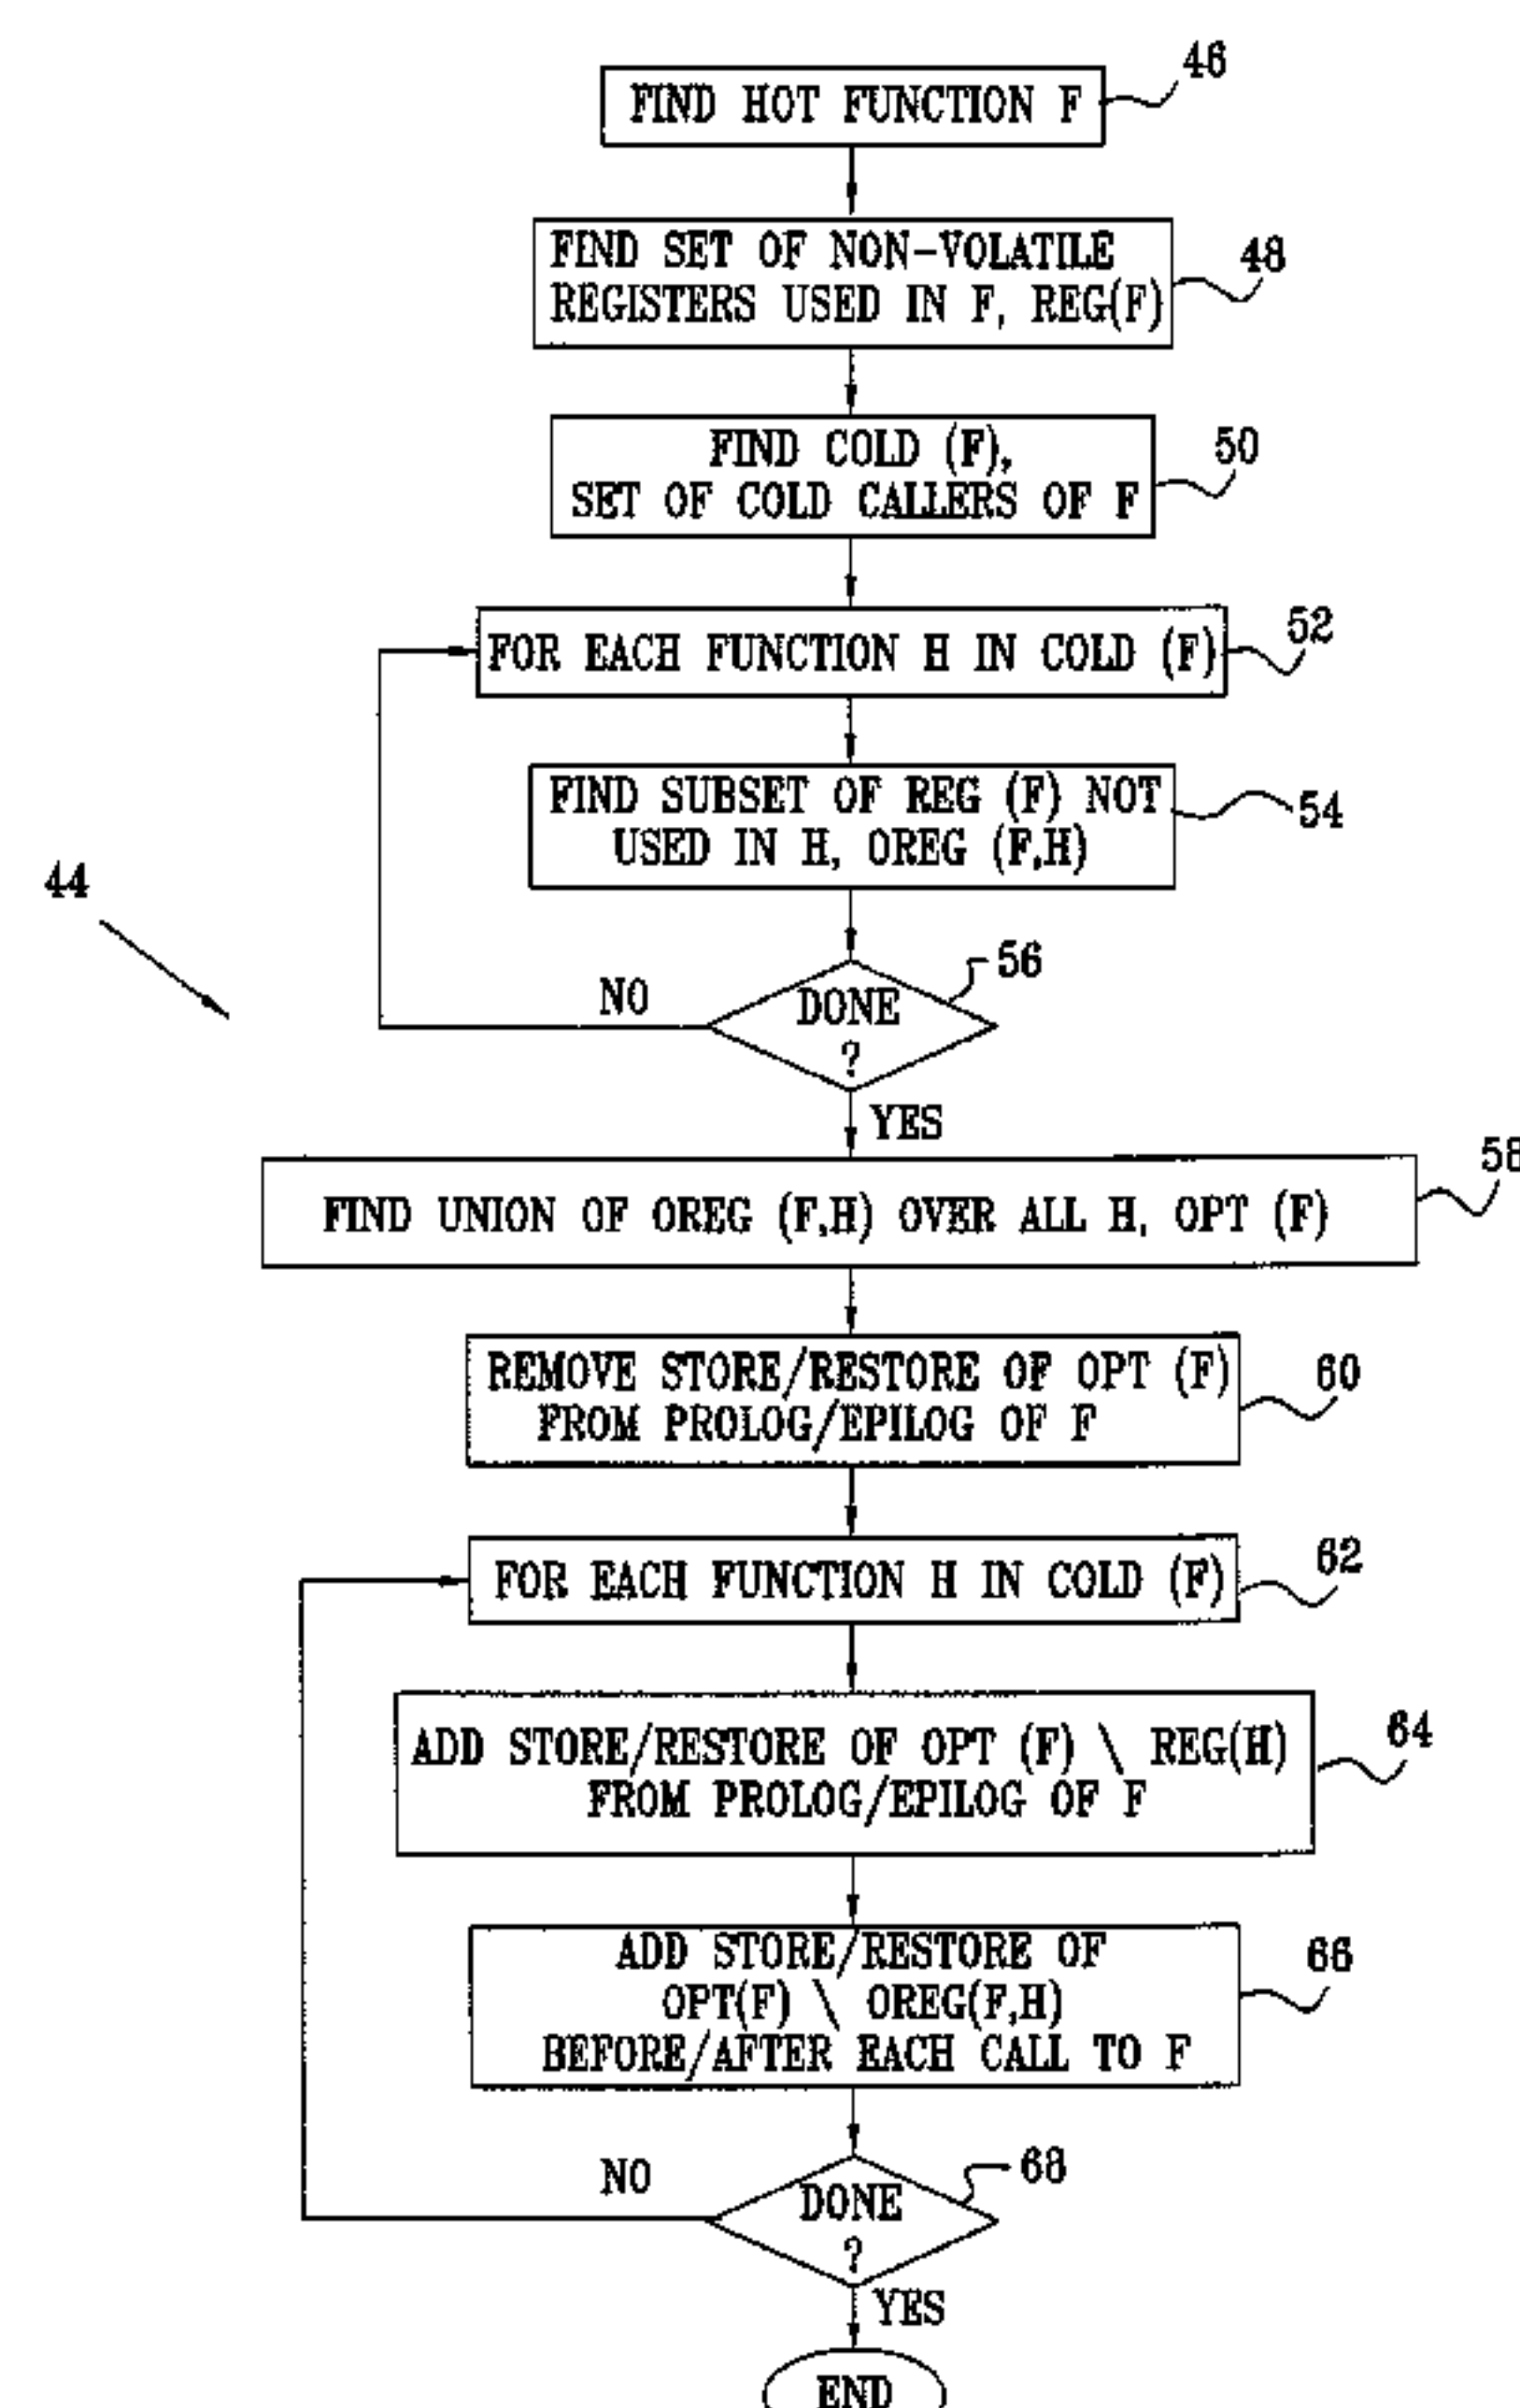 46
FIND HOT FUNCTION F
FIND SET OF NON-VOLATILE
REGISTERS USED IN F, REG(F)
48
FIND COLD (F),
SET OF COLD CALLERS OF F
50
FOR EACH FUNCTION H IN COLD (F)
52
FIND SUBSET OF REG (F) NOT
USED IN H, OREG (F,H)
54
44
NO
DONE
?
56
YES
FIND UNION OF OREG (F,H) OVER ALL H, OPT (F)
58
REMOVE STORE/RESTORE OF OPT (F)
FROM PROLOG/EPILOG OF F
60
FOR EACH FUNCTION H IN COLD (F)
62
ADD STORE/RESTORE OF OPT (F) \ REG(H)
FROM PROLOG/EPILOG OF F
64
ADD STORE/RESTORE OF
OPT(F) \ OREG(F,H)
BEFORE/AFTER EACH CALL TO F
66
NO
DONE
?
68
YES
END